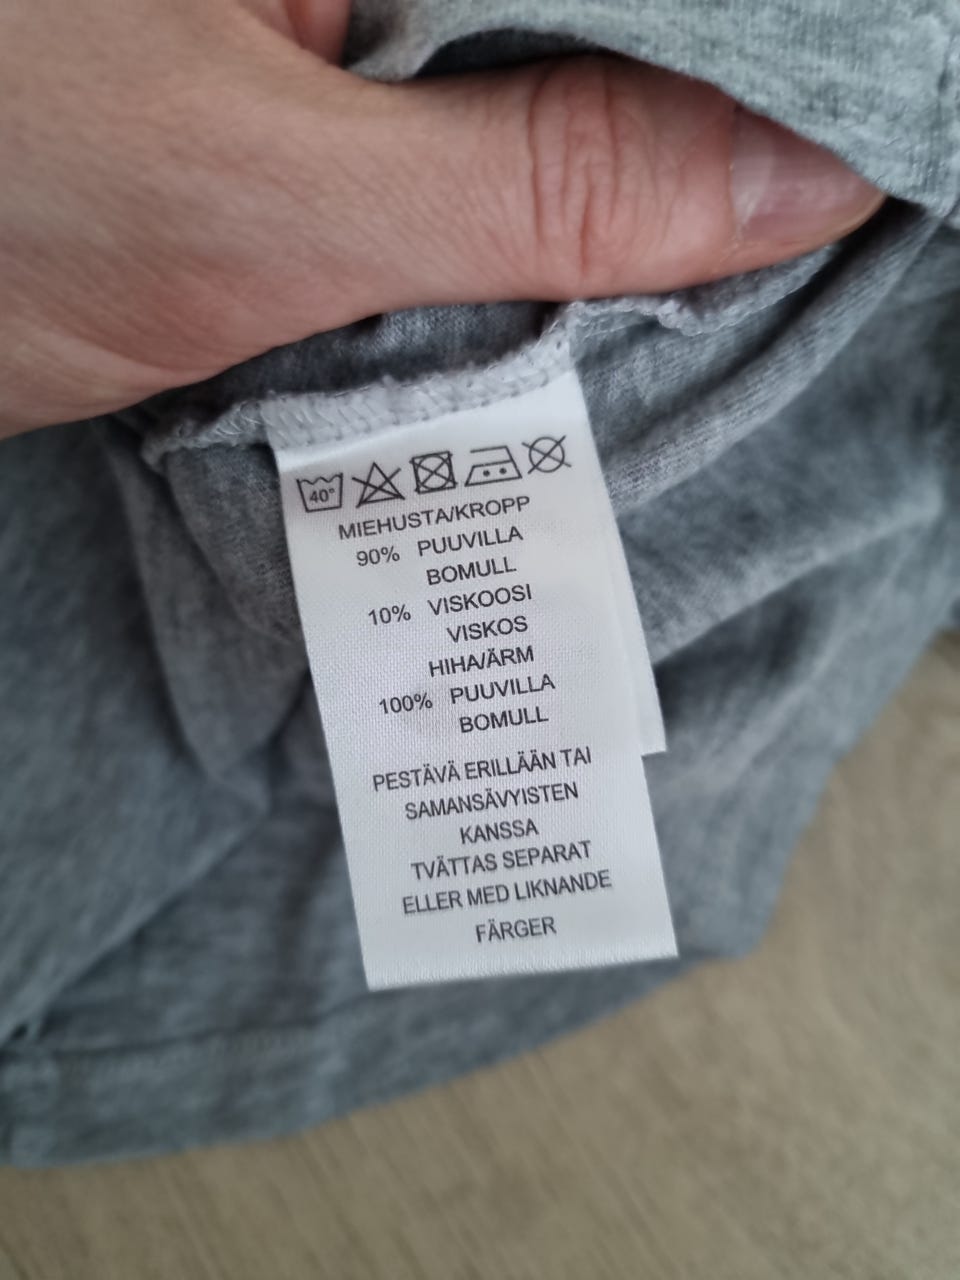 40°
MIEHUSTA/KROPP
90% PUUVILLA
BOMULL
10% VISKOOSI
VISKOS
HIHA/ÄRM
100% PUUVILLA
BOMULL
PESTÄVÄ ERILLÄÄN TAI
SAMANSÄVYISTEN
KANSSA
TVÄTTAS SEPARAT
ELLER MED LIKNANDE
FÄRGER